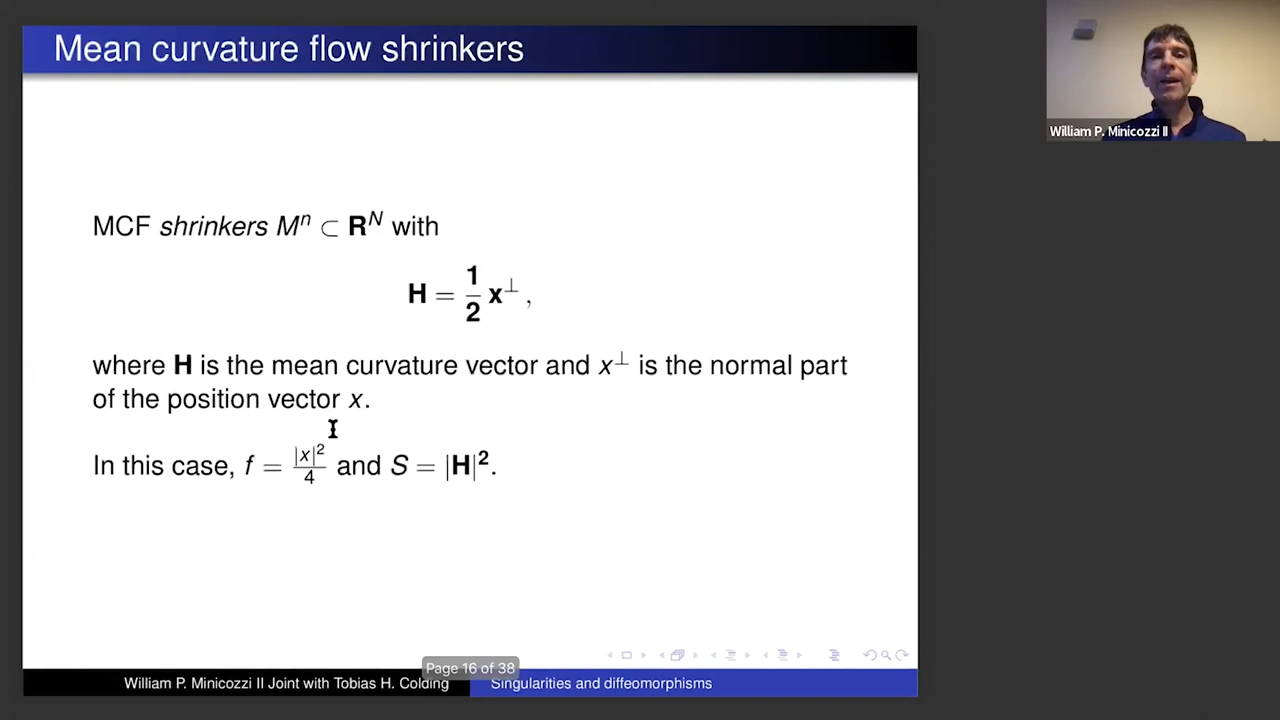 Mean curvature flow shrinkers
William P. Minicozzi II
MCF shrinkers Mⁿ ⊂ Rᴺ with
H = 1/2 x⊥ ,
where H is the mean curvature vector and x⊥ is the normal part
of the position vector x.
In this case, f = |x|²/4 and S = |H|².
Page 16 of 38
William P. Minicozzi II Joint with Tobias H. Colding
Singularities and diffeomorphisms